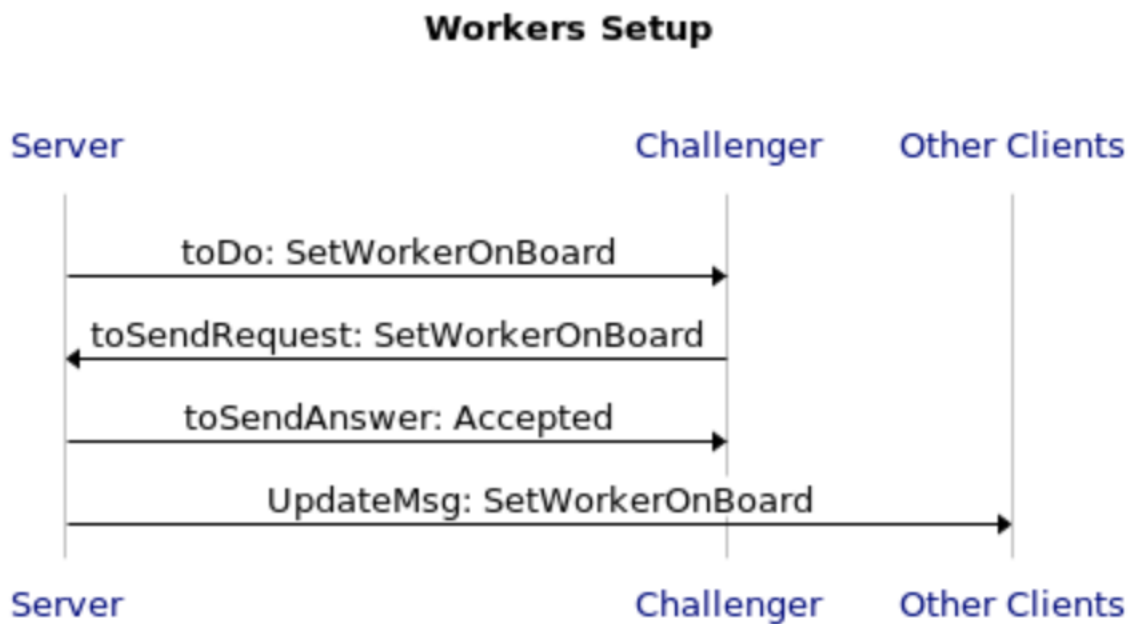 Workers Setup
Server Challenger Other Clients
toDo: SetWorkerOnBoard
toSendRequest: SetWorkerOnBoard
toSendAnswer: Accepted
UpdateMsg: SetWorkerOnBoard
Server Challenger Other Clients